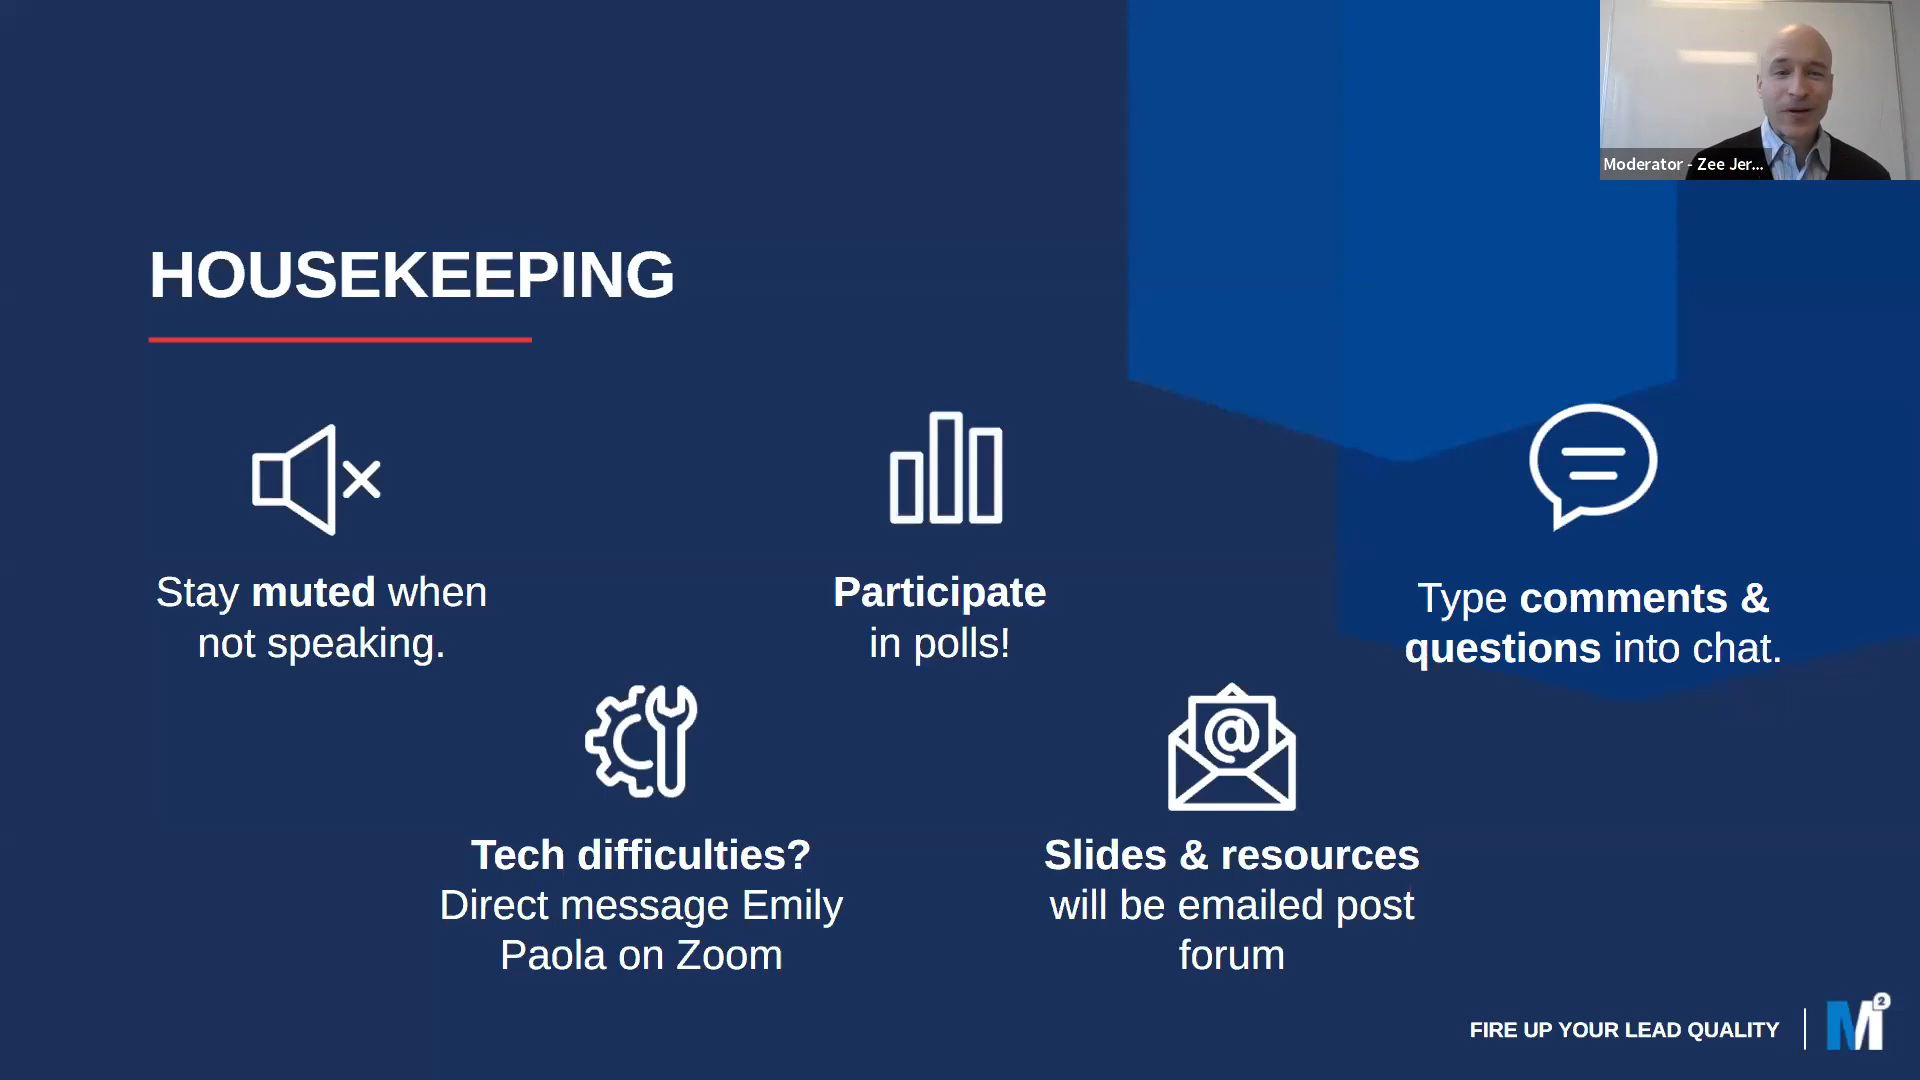 Moderator - Zee Jer...
HOUSEKEEPING
Stay muted when
not speaking.
Participate
in polls!
Type comments &
questions into chat.
@
Tech difficulties?
Direct message Emily
Paola on Zoom
Slides & resources
will be emailed post
forum
FIRE UP YOUR LEAD QUALITY
M2